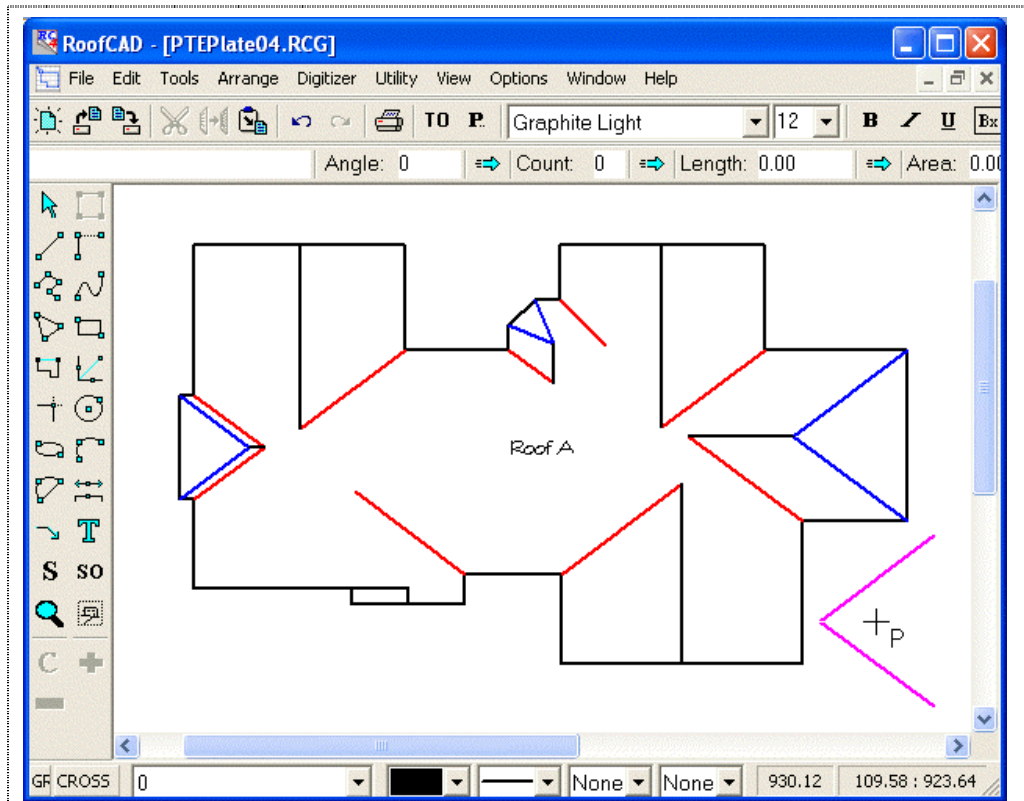 RoofCAD - [PTEPlate04.RCG]
File Edit Tools Arrange Digitizer Utility View Options Window Help
TO P. Graphite Light 12 B I U Bx
Angle: 0 Count: 0 Length: 0.00 Area: 0.00
Roof A
T
S SO
P
C
GF CROSS 0 None None 930.12 109.58 : 923.64